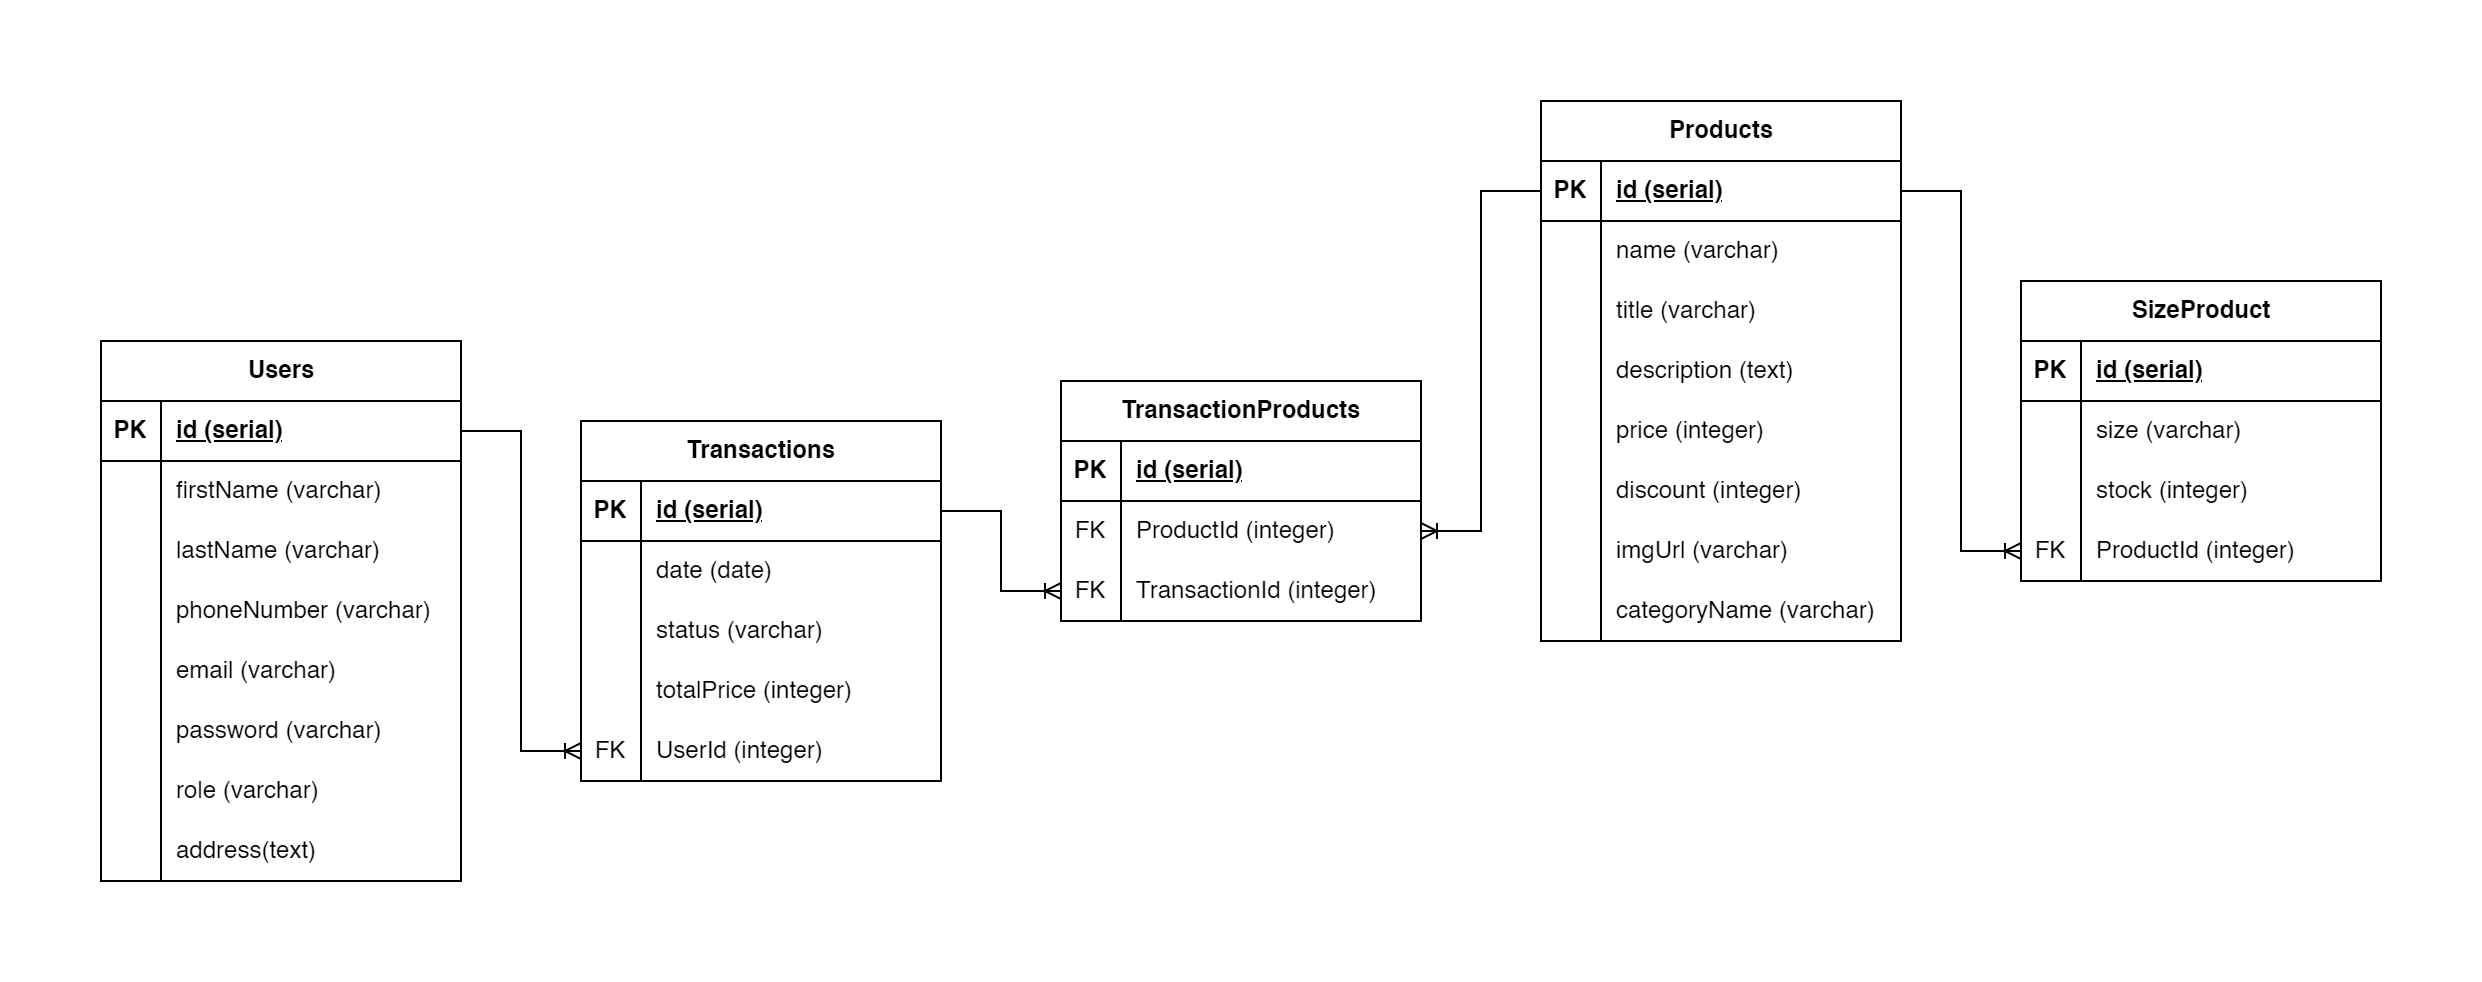 Users
PK id (serial)
firstName (varchar)
lastName (varchar)
phoneNumber (varchar)
email (varchar)
password (varchar)
role (varchar)
address(text)
Transactions
PK id (serial)
date (date)
status (varchar)
totalPrice (integer)
FK UserId (integer)
TransactionProducts
PK id (serial)
FK ProductId (integer)
FK TransactionId (integer)
Products
PK id (serial)
name (varchar)
title (varchar)
description (text)
price (integer)
discount (integer)
imgUrl (varchar)
categoryName (varchar)
SizeProduct
PK id (serial)
size (varchar)
stock (integer)
FK ProductId (integer)